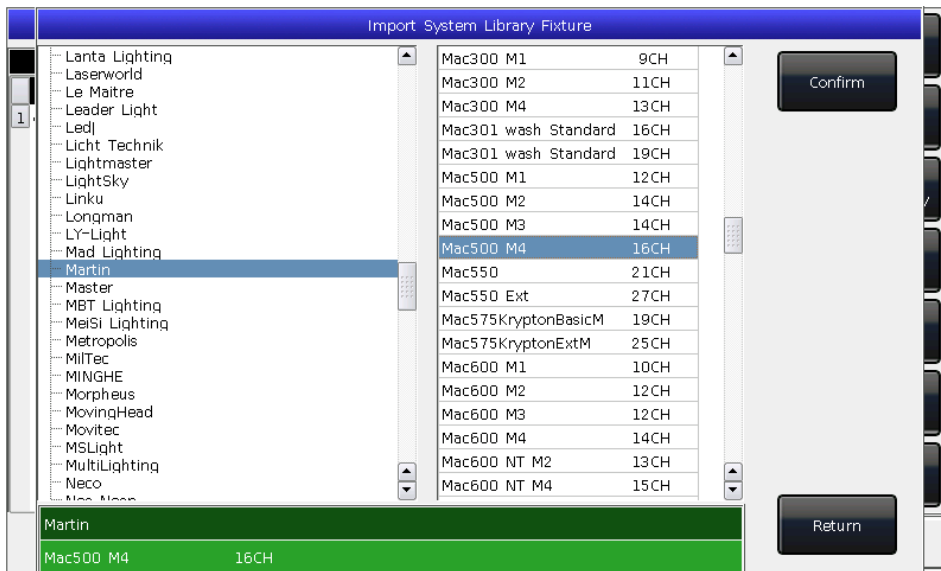 Import System Library Fixture
1
Lanta Lighting
Laserworld
Le Maitre
Leader Light
Led|
Licht Technik
Lightmaster
LightSky
Linku
Longman
LY-Light
Mad Lighting
Martin
Master
MBT Lighting
MeiSi Lighting
Metropolis
MilTec
MINGHE
Morpheus
MovingHead
Movitec
MSLight
MultiLighting
Neco
Mac300 M1 9CH
Mac300 M2 11CH
Mac300 M4 13CH
Mac301 wash Standard 16CH
Mac301 wash Standard 19CH
Mac500 M1 12CH
Mac500 M2 14CH
Mac500 M3 14CH
Mac500 M4 16CH
Mac550 21CH
Mac550 Ext 27CH
Mac575KryptonBasicM 19CH
Mac575KryptonExtM 25CH
Mac600 M1 10CH
Mac600 M2 12CH
Mac600 M3 12CH
Mac600 M4 14CH
Mac600 NT M2 13CH
Mac600 NT M4 15CH
Confirm
Return
Martin
Mac500 M4 16CH